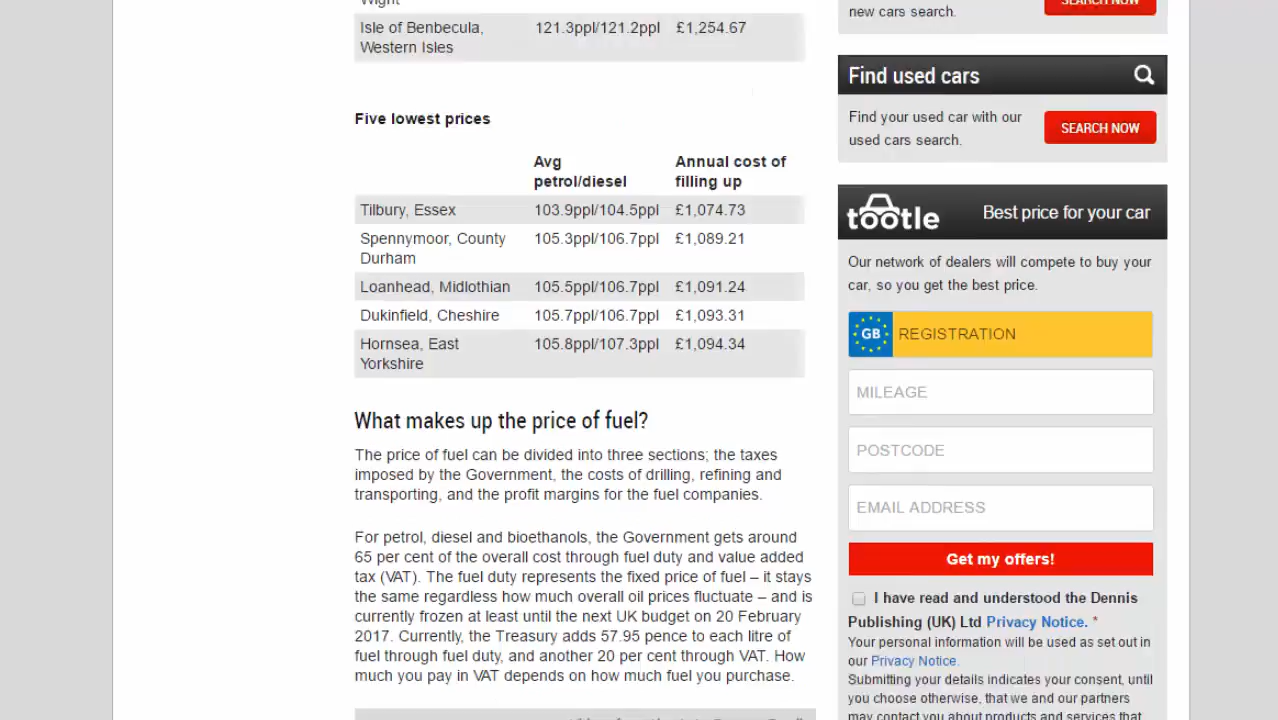 Wight
Isle of Benbecula, 121.3ppl/121.2ppl £1,254.67
Western Isles
Five lowest prices
Avg Annual cost of
petrol/diesel filling up
Tilbury, Essex 103.9ppl/104.5ppl £1,074.73
Spennymoor, County 105.3ppl/106.7ppl £1,089.21
Durham
Loanhead, Midlothian 105.5ppl/106.7ppl £1,091.24
Dukinfield, Cheshire 105.7ppl/106.7ppl £1,093.31
Hornsea, East 105.8ppl/107.3ppl £1,094.34
Yorkshire
What makes up the price of fuel?
The price of fuel can be divided into three sections; the taxes
imposed by the Government, the costs of drilling, refining and
transporting, and the profit margins for the fuel companies.
For petrol, diesel and bioethanols, the Government gets around
65 per cent of the overall cost through fuel duty and value added
tax (VAT). The fuel duty represents the fixed price of fuel – it stays
the same regardless how much overall oil prices fluctuate – and is
currently frozen at least until the next UK budget on 20 February
2017. Currently, the Treasury adds 57.95 pence to each litre of
fuel through fuel duty, and another 20 per cent through VAT. How
much you pay in VAT depends on how much fuel you purchase.
new cars search.
SEARCH NOW
Find used cars
Find your used car with our
used cars search.
SEARCH NOW
tootle Best price for your car
Our network of dealers will compete to buy your
car, so you get the best price.
GB REGISTRATION
MILEAGE
POSTCODE
EMAIL ADDRESS
Get my offers!
I have read and understood the Dennis
Publishing (UK) Ltd Privacy Notice. *
Your personal information will be used as set out in
our Privacy Notice.
Submitting your details indicates your consent, until
you choose otherwise, that we and our partners
may contact you about products and services that